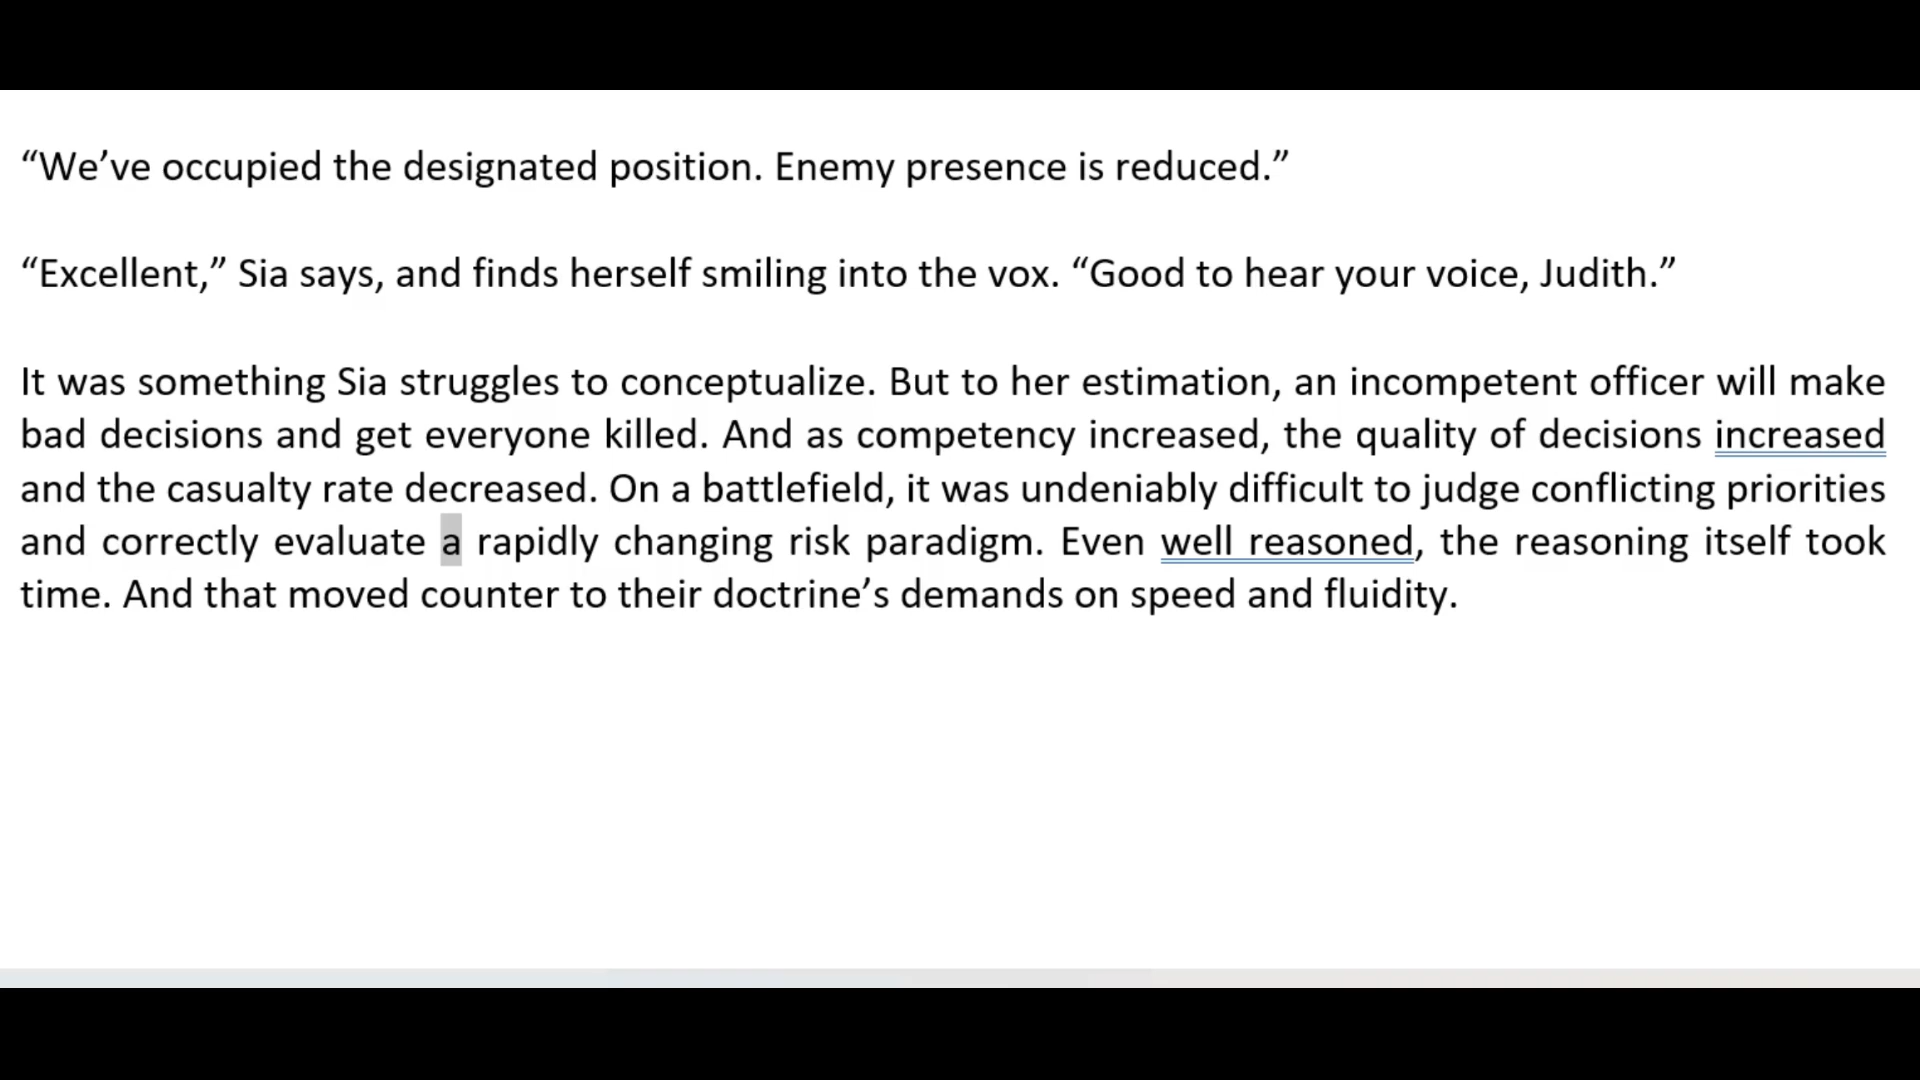 “We’ve occupied the designated position. Enemy presence is reduced.”
“Excellent,” Sia says, and finds herself smiling into the vox. “Good to hear your voice, Judith.”
It was something Sia struggles to conceptualize. But to her estimation, an incompetent officer will make
bad decisions and get everyone killed. And as competency increased, the quality of decisions increased
and the casualty rate decreased. On a battlefield, it was undeniably difficult to judge conflicting priorities
and correctly evaluate a rapidly changing risk paradigm. Even well reasoned, the reasoning itself took
time. And that moved counter to their doctrine’s demands on speed and fluidity.